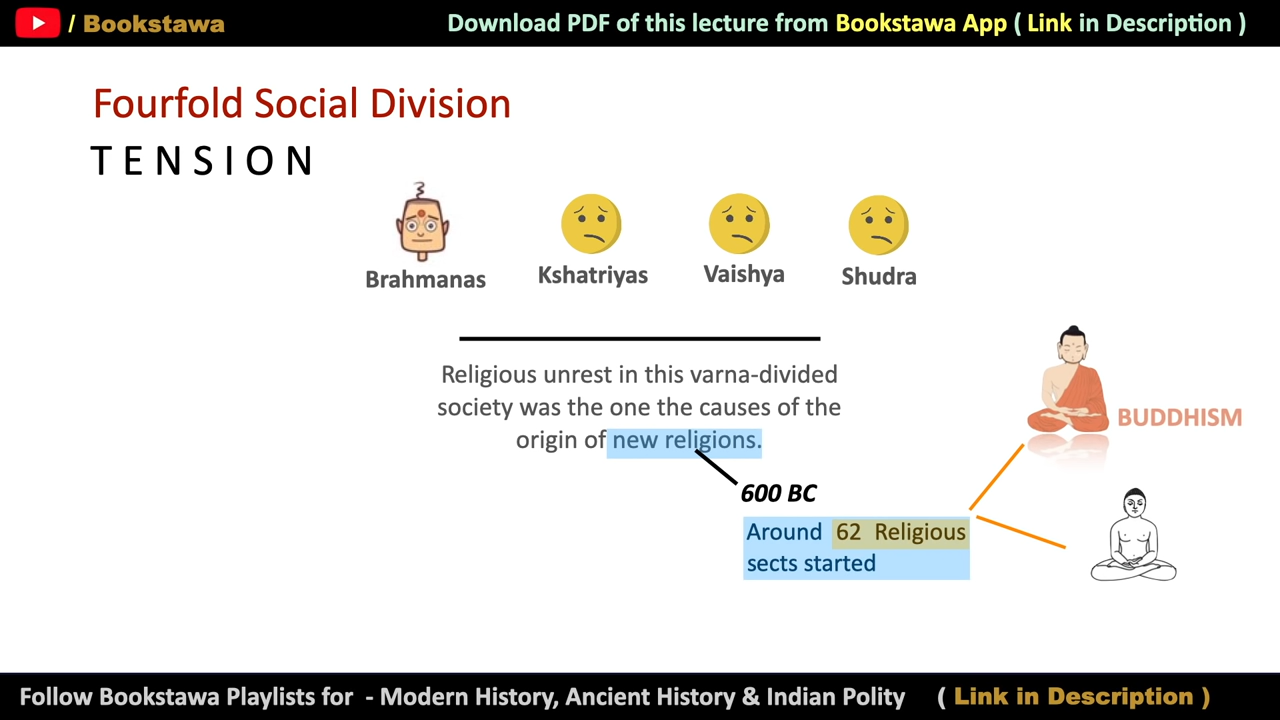 / Bookstawa
Download PDF of this lecture from Bookstawa App ( Link in Description )
Fourfold Social Division
T E N S I O N
Brahmanas
Kshatriyas
Vaishya
Shudra
Religious unrest in this varna-divided
society was the one the causes of the
origin of new religions.
BUDDHISM
600 BC
Around 62 Religious
sects started
Follow Bookstawa Playlists for - Modern History, Ancient History & Indian Polity ( Link in Description )